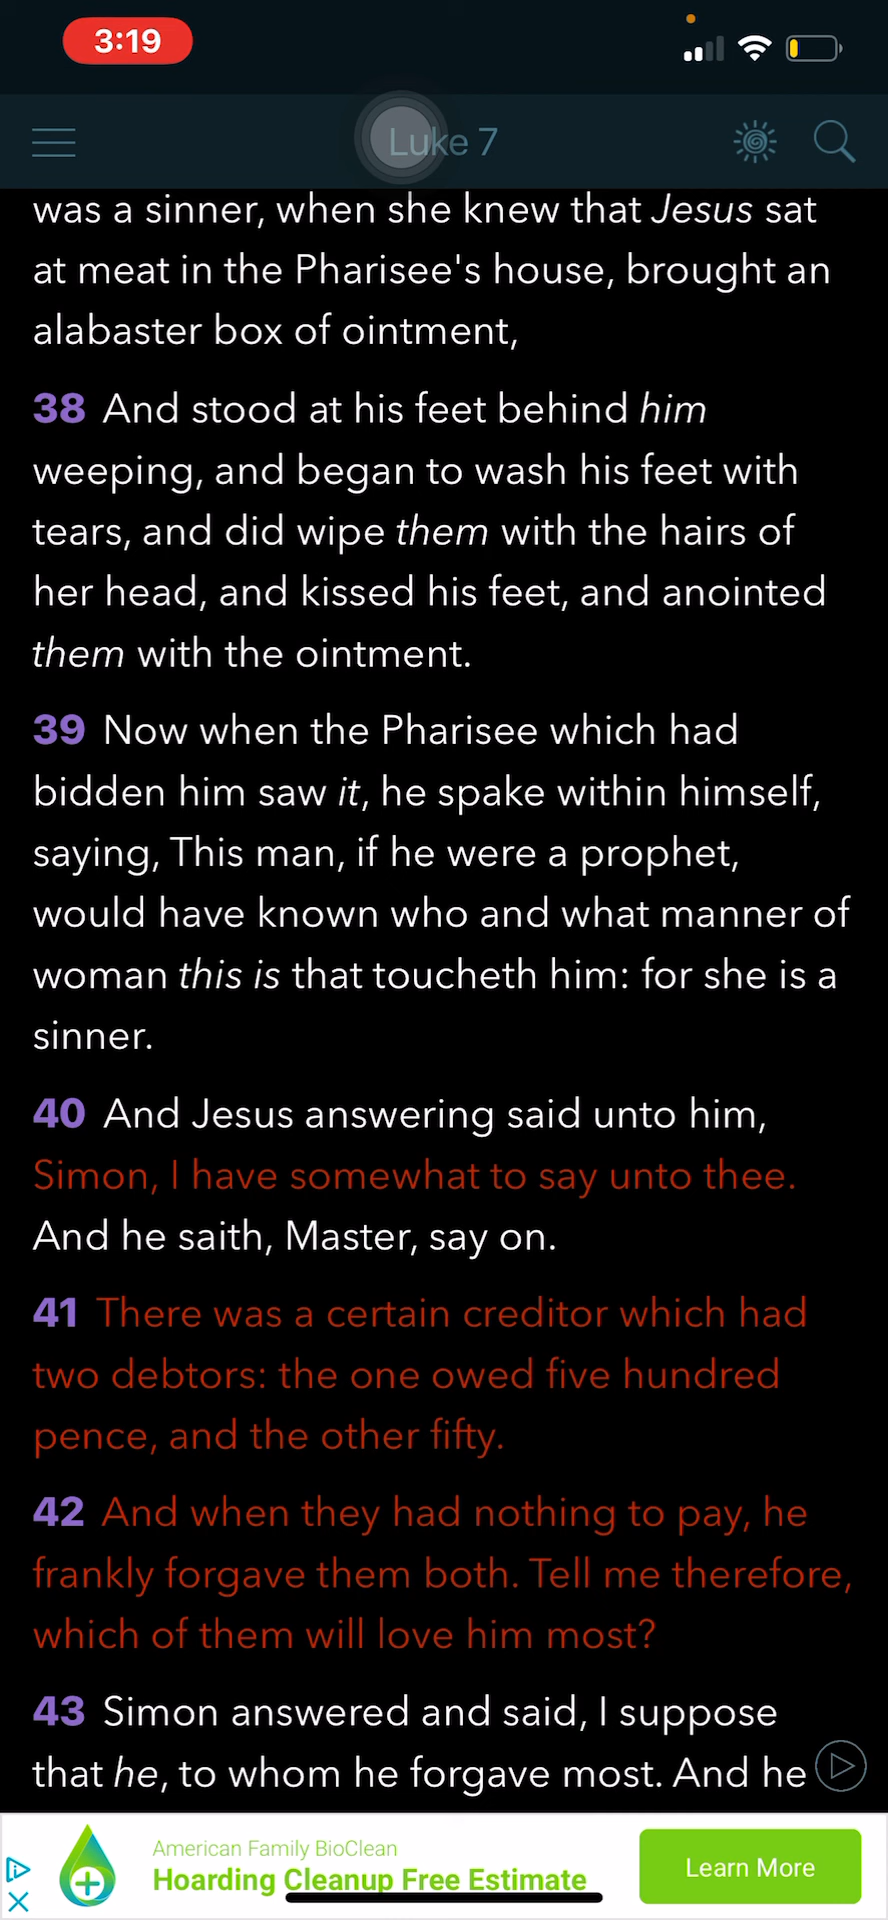 3:19
Luke 7
was a sinner, when she knew that Jesus sat
at meat in the Pharisee's house, brought an
alabaster box of ointment,
38 And stood at his feet behind him
weeping, and began to wash his feet with
tears, and did wipe them with the hairs of
her head, and kissed his feet, and anointed
them with the ointment.
39 Now when the Pharisee which had
bidden him saw it, he spake within himself,
saying, This man, if he were a prophet,
would have known who and what manner of
woman this is that toucheth him: for she is a
sinner.
40 And Jesus answering said unto him,
Simon, I have somewhat to say unto thee.
And he saith, Master, say on.
41 There was a certain creditor which had
two debtors: the one owed five hundred
pence, and the other fifty.
42 And when they had nothing to pay, he
frankly forgave them both. Tell me therefore,
which of them will love him most?
43 Simon answered and said, I suppose
that he, to whom he forgave most. And he
American Family BioClean
Hoarding Cleanup Free Estimate
Learn More